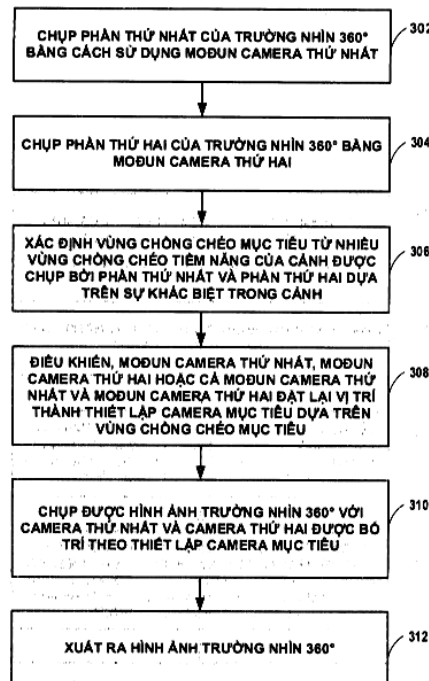 CHỤP PHẦN THỨ NHẤT CỦA TRƯỜNG NHÌN 360°
BẰNG CÁCH SỬ DỤNG MOĐUN CAMERA THỨ NHẤT
302
CHỤP PHẦN THỨ HAI CỦA TRƯỜNG NHÌN 360° BẰNG
MOĐUN CAMERA THỨ HAI
304
XÁC ĐỊNH VÙNG CHỒNG CHÉO MỤC TIÊU TỪ NHIỀU
VÙNG CHỒNG CHÉO TIỀM NĂNG CỦA CẢNH ĐƯỢC
CHỤP BỞI PHẦN THỨ NHẤT VÀ PHẦN THỨ HAI DỰA
TRÊN SỰ KHÁC BIỆT TRONG CẢNH
306
ĐIỀU KHIỂN, MOĐUN CAMERA THỨ NHẤT, MOĐUN
CAMERA THỨ HAI HOẶC CẢ MOĐUN CAMERA THỨ
NHẤT VÀ MOĐUN CAMERA THỨ HAI ĐẶT LẠI VỊ TRÍ
THÀNH THIẾT LẬP CAMERA MỤC TIÊU DỰA TRÊN
VÙNG CHỒNG CHÉO MỤC TIÊU
308
CHỤP ĐƯỢC HÌNH ẢNH TRƯỜNG NHÌN 360° VỚI
CAMERA THỨ NHẤT VÀ CAMERA THỨ HAI ĐƯỢC BỐ
TRÍ THEO THIẾT LẬP CAMERA MỤC TIÊU
310
XUẤT RA HÌNH ẢNH TRƯỜNG NHÌN 360°
312